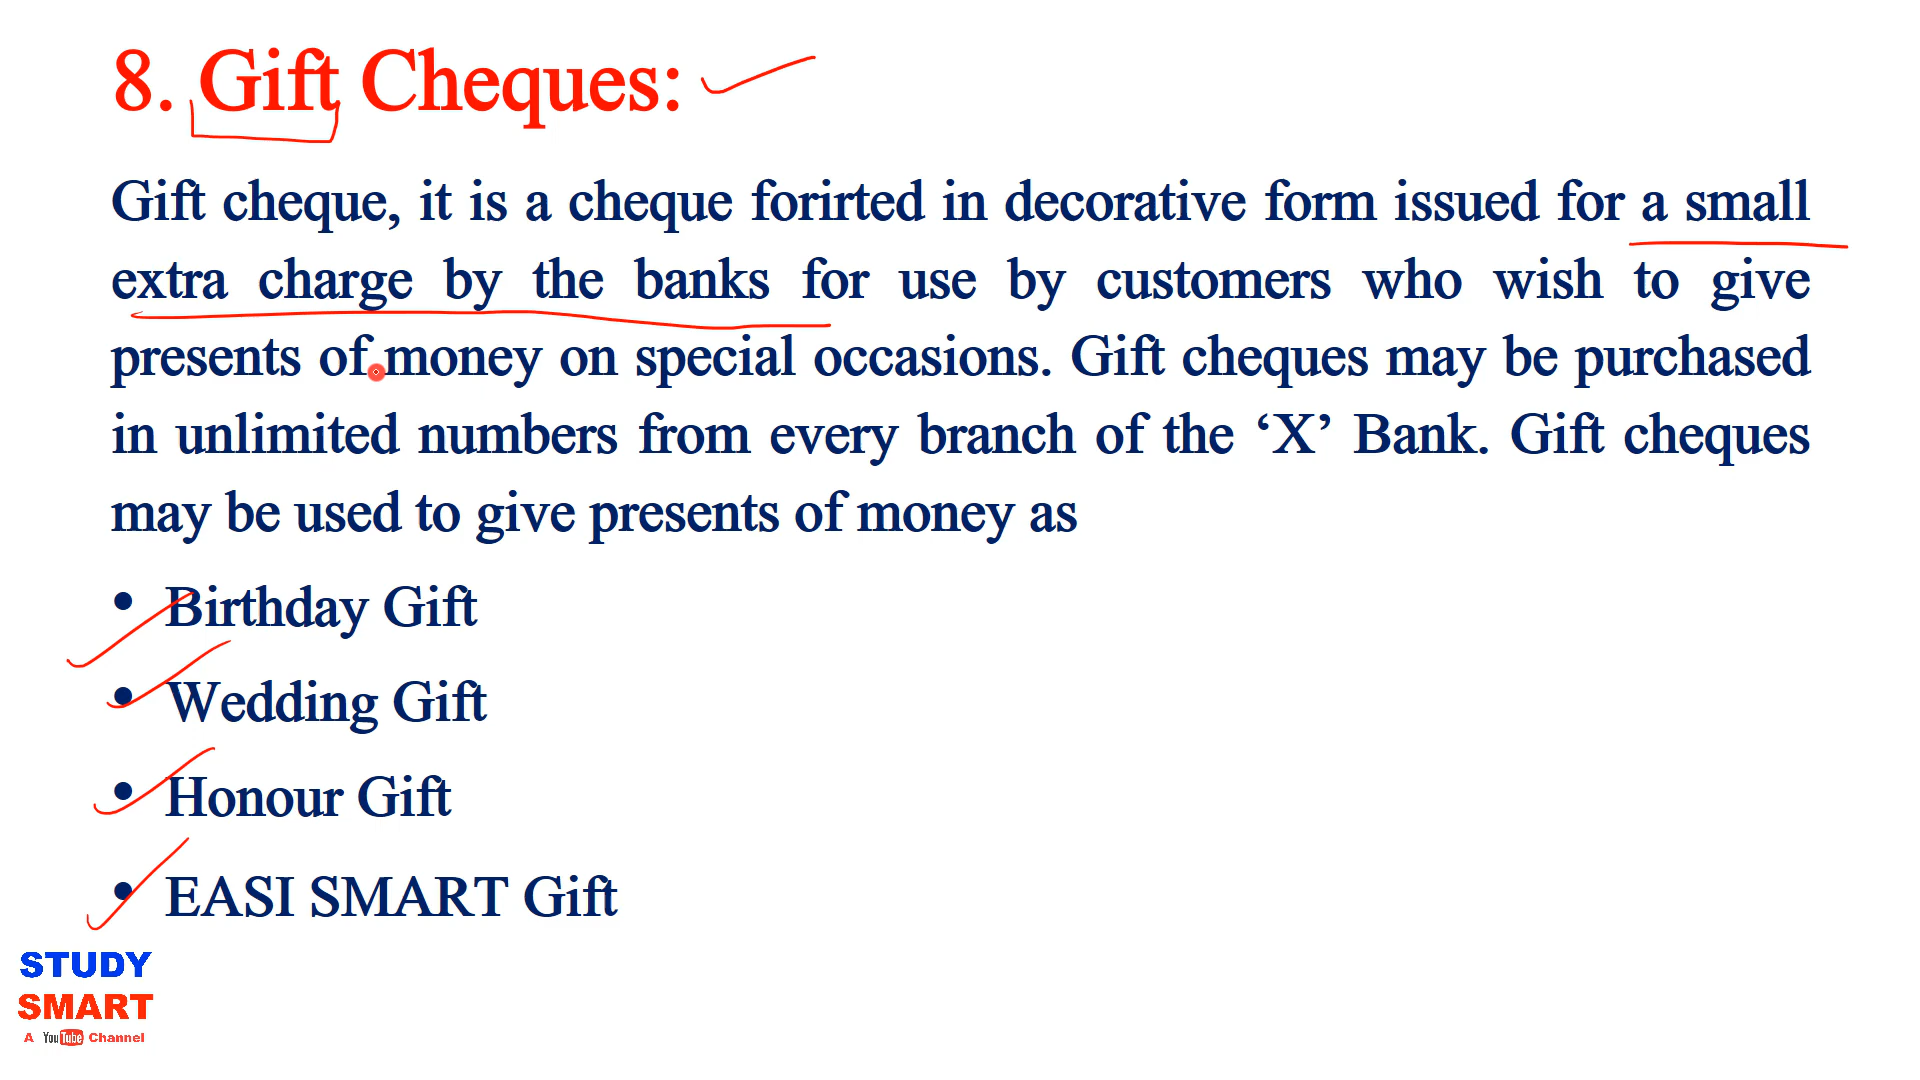 8. Gift Cheques:
Gift cheque, it is a cheque forirted in decorative form issued for a small
extra charge by the banks for use by customers who wish to give
presents of money on special occasions. Gift cheques may be purchased
in unlimited numbers from every branch of the ‘X’ Bank. Gift cheques
may be used to give presents of money as
• Birthday Gift
• Wedding Gift
• Honour Gift
• EASI SMART Gift
STUDY
SMART
A YouTube Channel